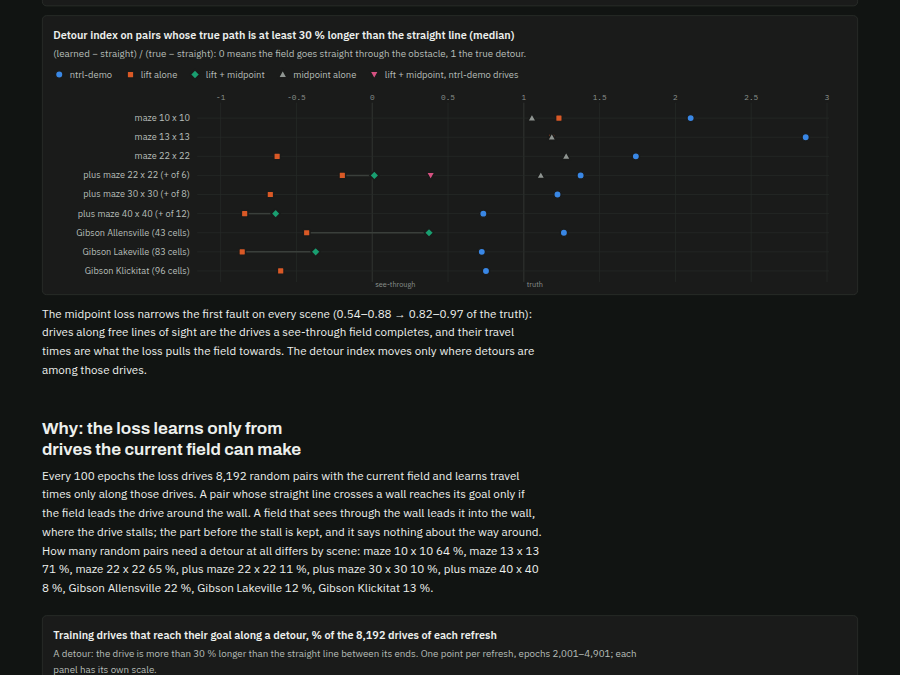 Detour index on pairs whose true path is at least 30 % longer than the straight line (median)
(learned – straight) / (true – straight): 0 means the field goes straight through the obstacle, 1 the true detour.
ntrl-demo lift alone lift + midpoint midpoint alone lift + midpoint, ntrl-demo drives
-1 -0.5 0 0.5 1 1.5 2 2.5 3
maze 10 x 10
maze 13 x 13
maze 22 x 22
plus maze 22 x 22 (+ of 6)
plus maze 30 x 30 (+ of 8)
plus maze 40 x 40 (+ of 12)
Gibson Allensville (43 cells)
Gibson Lakeville (83 cells)
Gibson Klickitat (96 cells)
see-through truth
The midpoint loss narrows the first fault on every scene (0.54–0.88 → 0.82–0.97 of the truth):
drives along free lines of sight are the drives a see-through field completes, and their travel
times are what the loss pulls the field towards. The detour index moves only where detours are
among those drives.
Why: the loss learns only from
drives the current field can make
Every 100 epochs the loss drives 8,192 random pairs with the current field and learns travel
times only along those drives. A pair whose straight line crosses a wall reaches its goal only if
the field leads the drive around the wall. A field that sees through the wall leads it into the wall,
where the drive stalls; the part before the stall is kept, and it says nothing about the way around.
How many random pairs need a detour at all differs by scene: maze 10 x 10 64 %, maze 13 x 13
71 %, maze 22 x 22 65 %, plus maze 22 x 22 11 %, plus maze 30 x 30 10 %, plus maze 40 x 40
8 %, Gibson Allensville 22 %, Gibson Lakeville 12 %, Gibson Klickitat 13 %.
Training drives that reach their goal along a detour, % of the 8,192 drives of each refresh
A detour: the drive is more than 30 % longer than the straight line between its ends. One point per refresh, epochs 2,001–4,901; each
panel has its own scale.